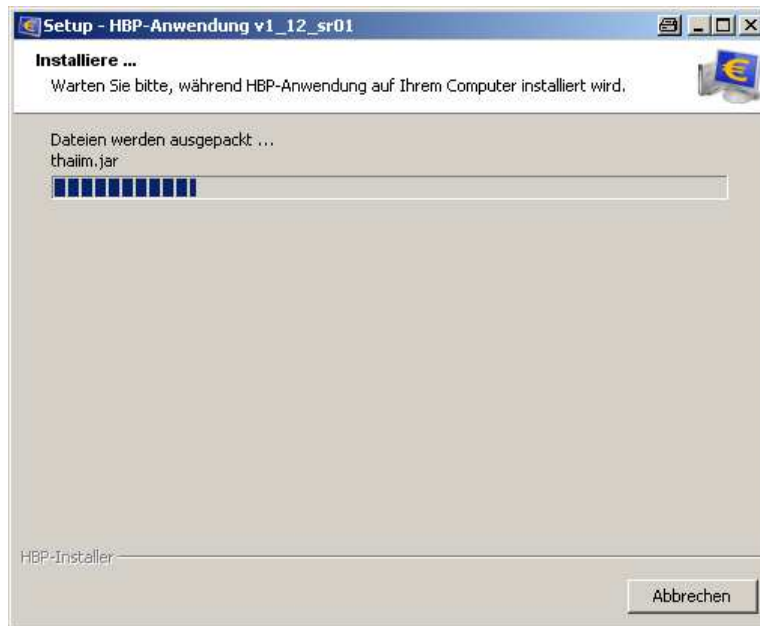 Setup - HBP-Anwendung v1_12_sr01
Installiere ...
Warten Sie bitte, während HBP-Anwendung auf Ihrem Computer installiert wird.
Dateien werden ausgepackt ...
thaiim.jar
HBP-Installer
Abbrechen